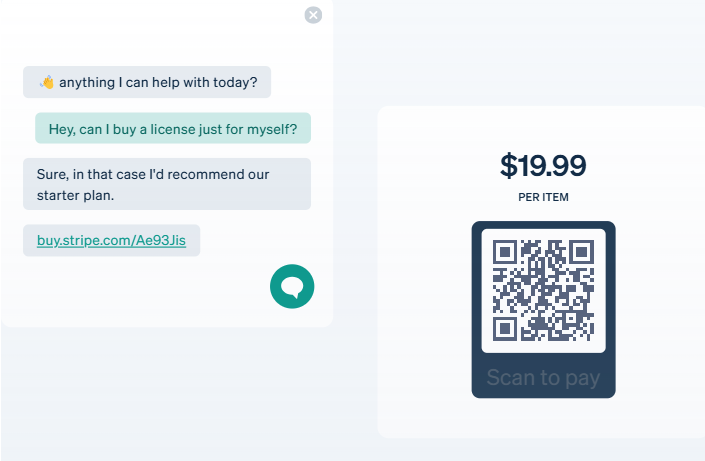 👋 anything I can help with today?
Hey, can I buy a license just for myself?
Sure, in that case I'd recommend our
starter plan.
buy.stripe.com/Ae93Jis
$19.99
PER ITEM
Scan to pay